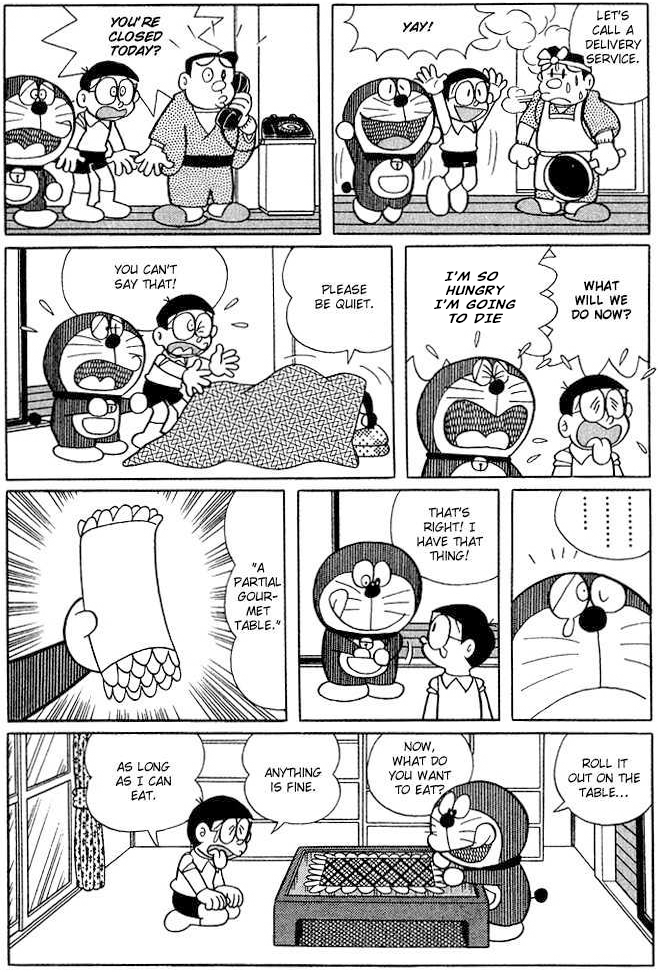 LET'S
CALL A
DELIVERY
SERVICE.
YAY!
YOU'RE
CLOSED
TODAY?
WHAT
WILL WE
DO NOW?
I'M SO
HUNGRY
I'M GOING
TO DIE
PLEASE
BE QUIET.
YOU CAN'T
SAY THAT!
THAT'S
RIGHT! I
HAVE THAT
THING!
"A
PARTIAL
GOUR-
MET
TABLE."
ROLL IT
OUT ON THE
TABLE...
NOW,
WHAT DO
YOU WANT
TO EAT?
ANYTHING
IS FINE.
AS LONG
AS I CAN
EAT.